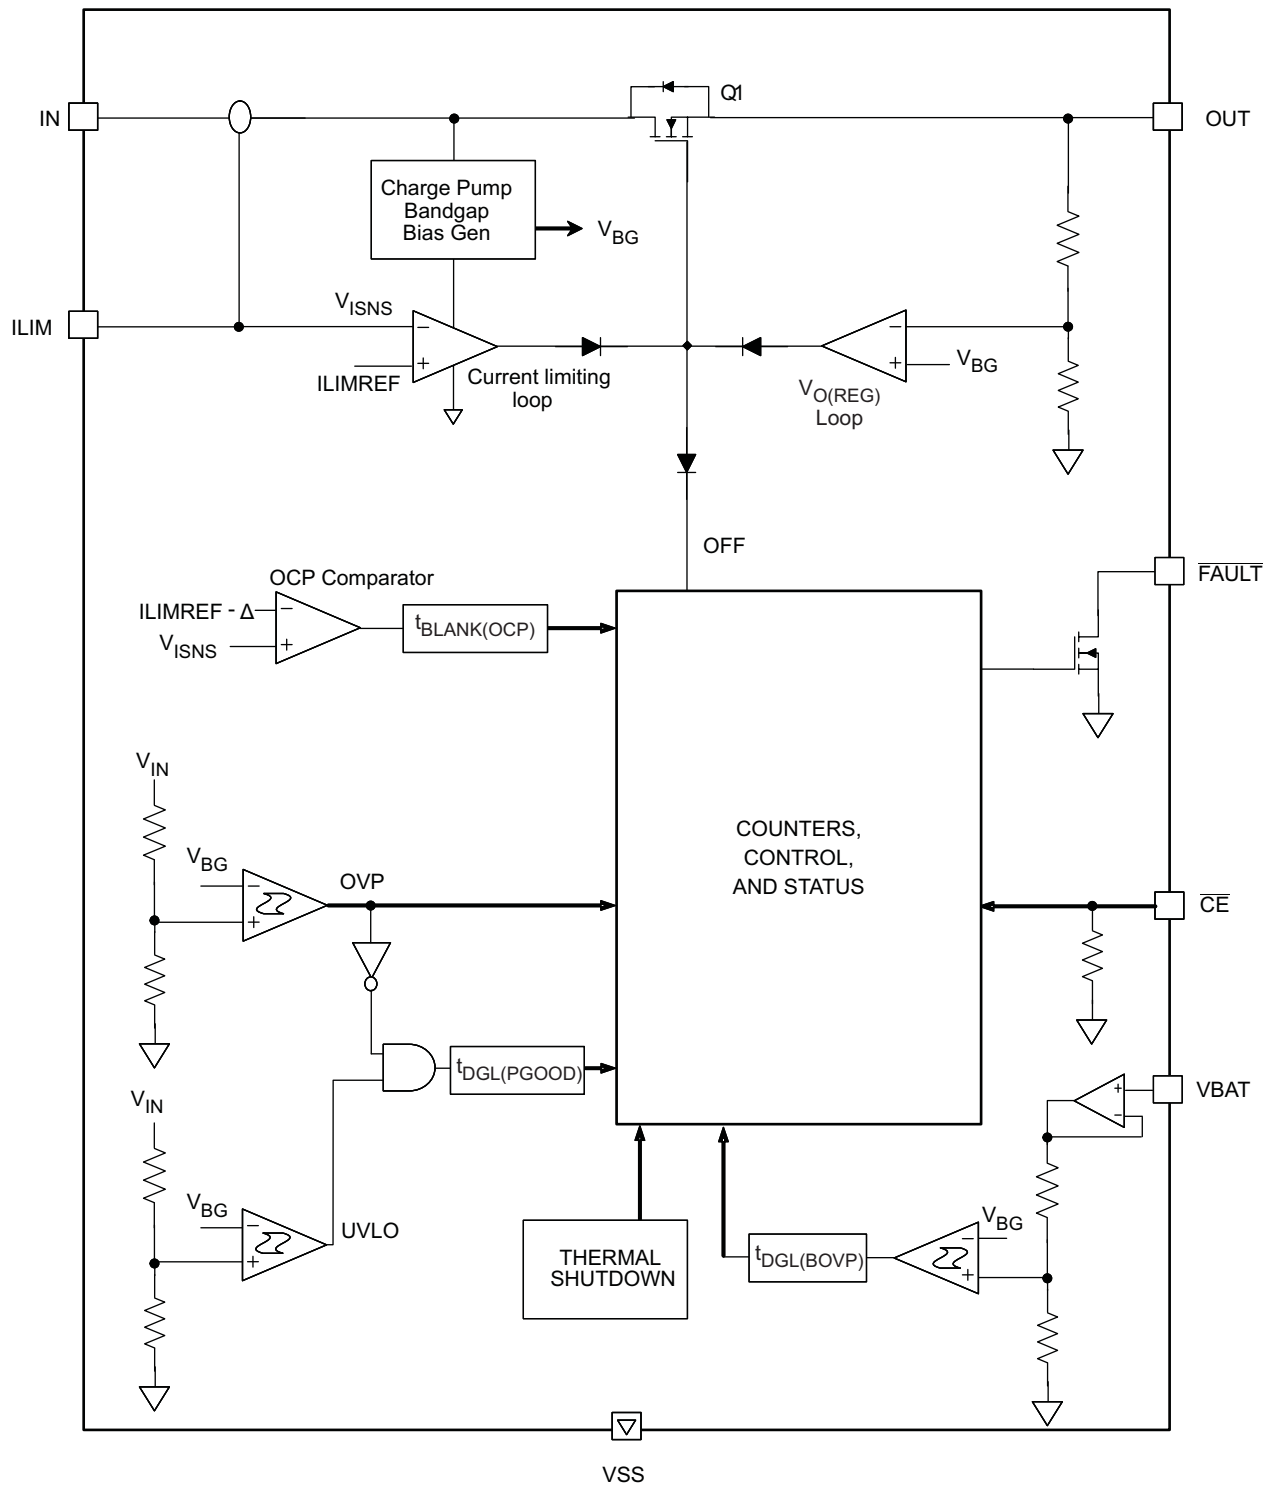 Q1
IN
OUT
Charge Pump
Bandgap
Bias Gen
VBG
VISNS
ILIM
−
+
ILIMREF
Current limiting
loop
−
+
VBG
VO(REG)
Loop
OFF
FAULT
OCP Comparator
ILIMREF - Δ
−
VISNS
+
tBLANK(OCP)
VIN
COUNTERS,
CONTROL,
AND STATUS
VBG
−
+
OVP
CE
tDGL(PGOOD)
VBAT
+
−
VIN
VBG
−
+
UVLO
THERMAL
SHUTDOWN
tDGL(BOVP)
VBG
−
+
VSS